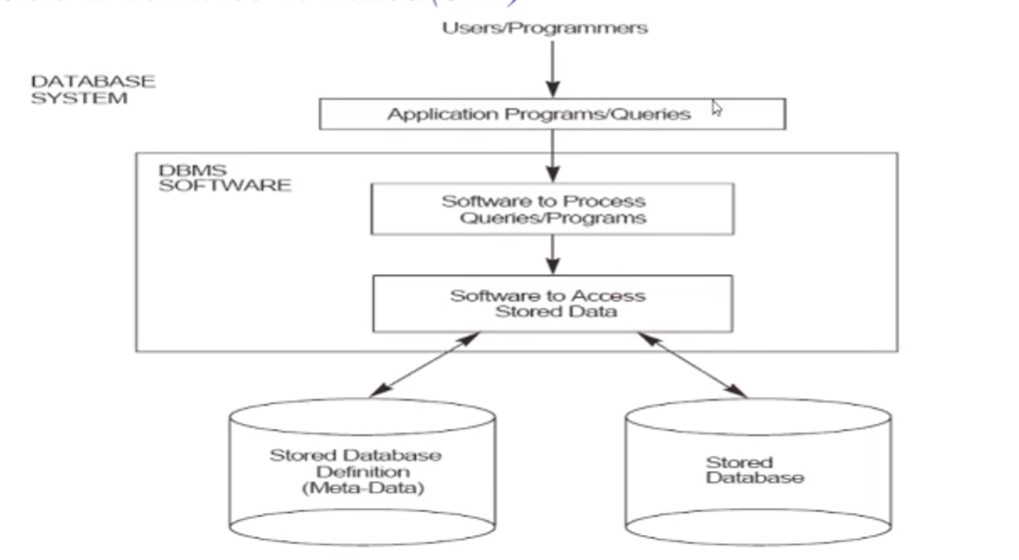 Users/Programmers
DATABASE
SYSTEM
Application Programs/Queries
DBMS
SOFTWARE
Software to Process
Queries/Programs
Software to Access
Stored Data
Stored Database
Definition
(Meta-Data)
Stored
Database